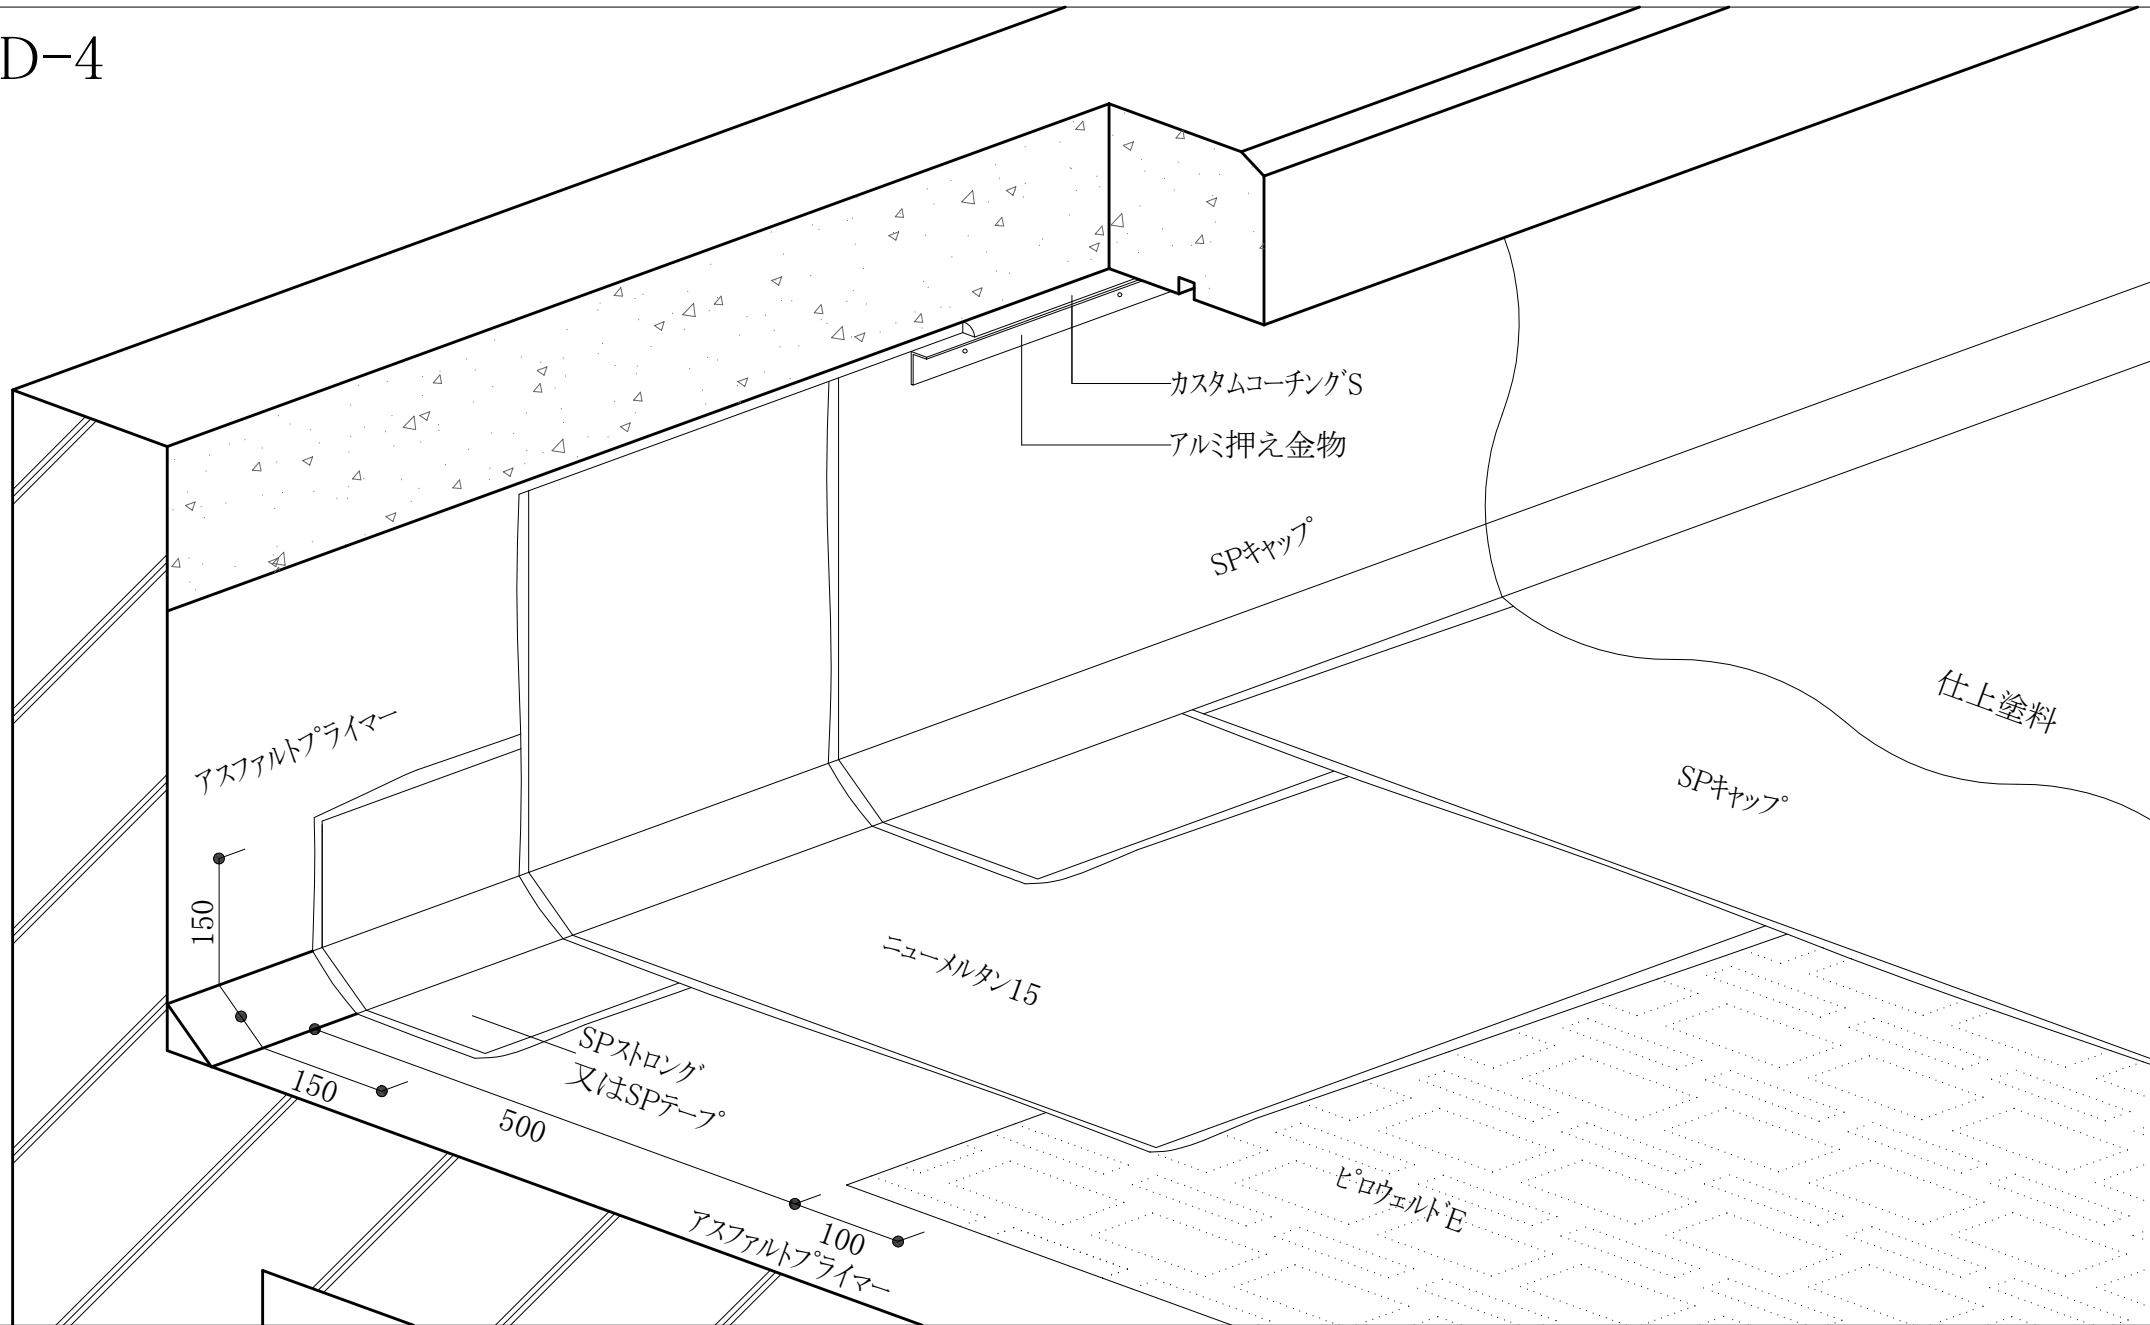 D-4
カスタムコーチングS
アルミ押え金物
SPキャップ
仕上塗料
アスファルトプライマー
SPキャップ
150
ニューメルタン15
SPストロング
又はSPテープ
150
500
ピロウェルドE
100
アスファルトプライマー